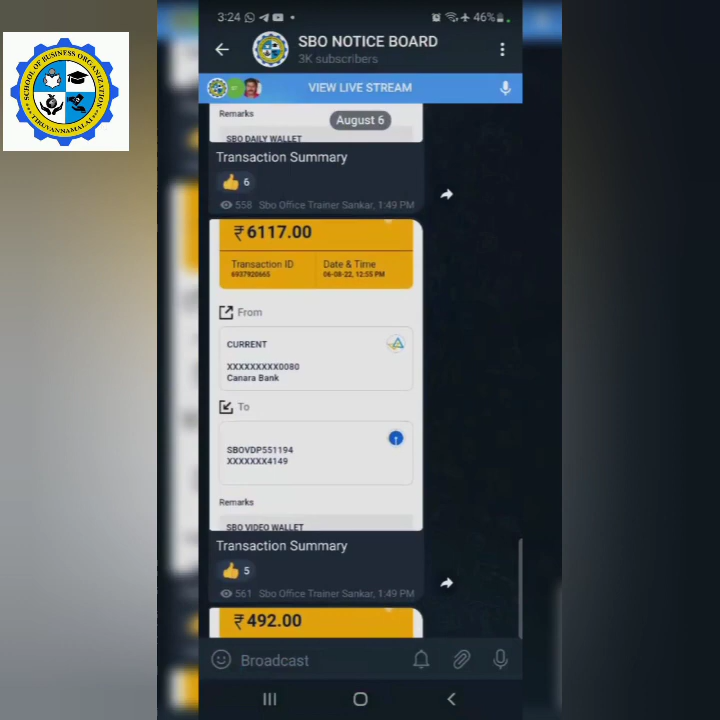 3:24
46%
SBO NOTICE BOARD
3K subscribers
SCHOOL OF BUSINESS ORGANIZATION
TIRUVANNAMALAI
VIEW LIVE STREAM
Remarks
August 6
SBO DAILY WALLET
Transaction Summary
👍 6
558 Sbo Office Trainer Sankar, 1:49 PM
₹6117.00
Transaction ID Date & Time
6937920665 06-08-22, 12:55 PM
From
CURRENT
XXXXXXXXX0080
Canara Bank
To
SBOVDP551194
XXXXXXX4149
Remarks
SBO VIDEO WALLET
Transaction Summary
👍 5
561 Sbo Office Trainer Sankar, 1:49 PM
₹492.00
Broadcast